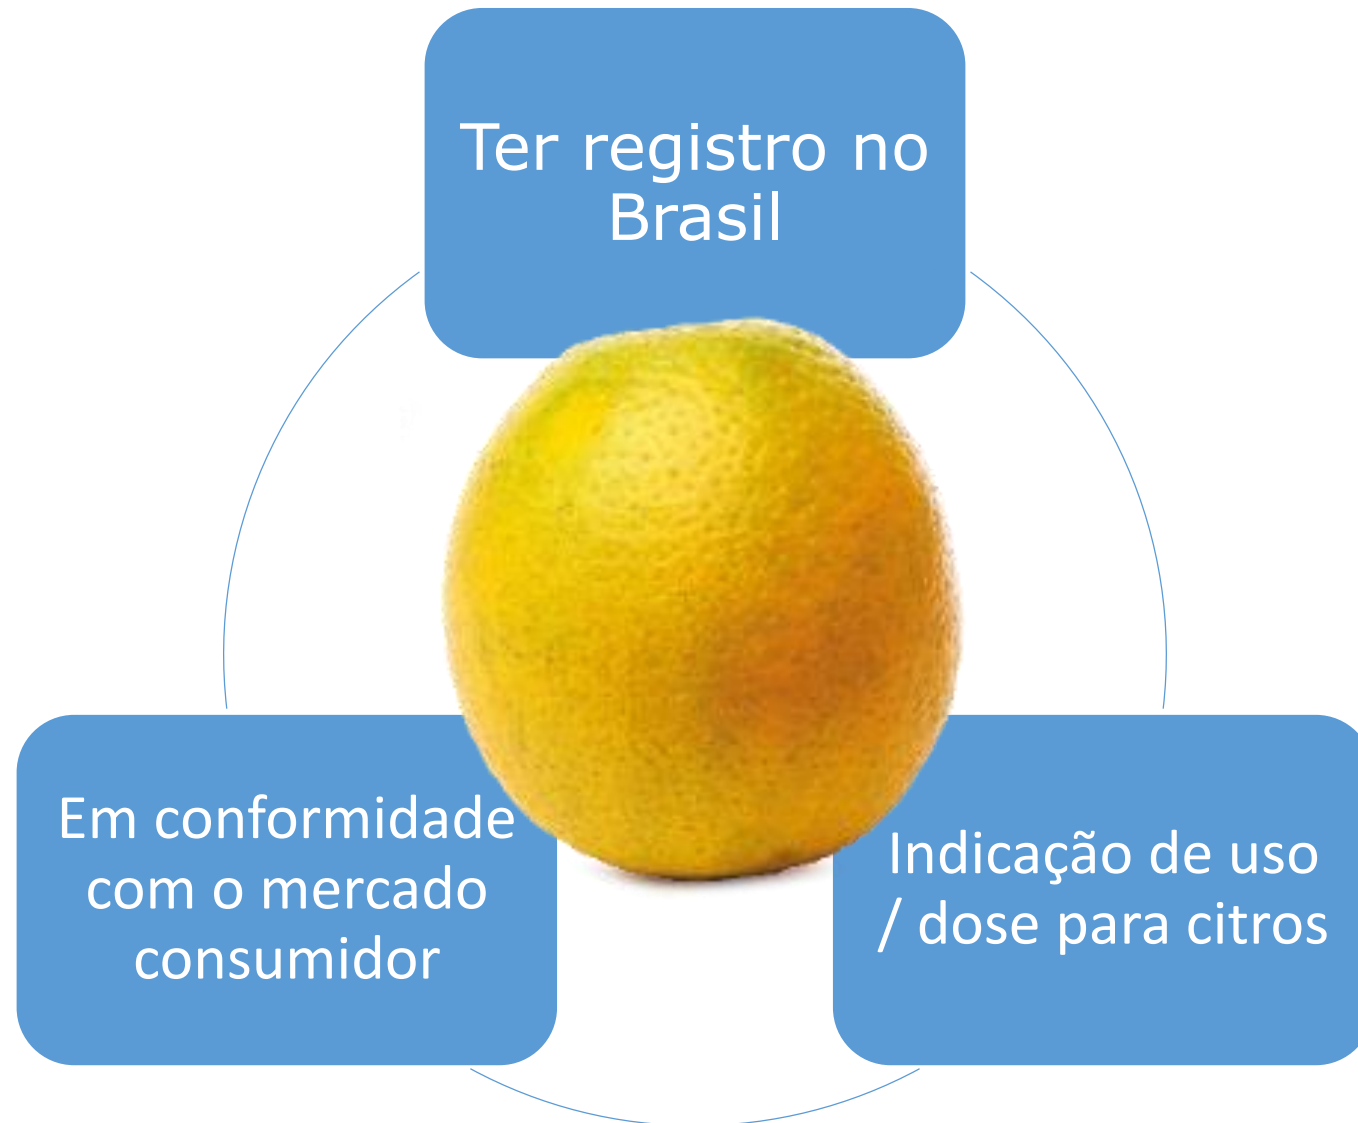 Ter registro no
Brasil
Em conformidade
com o mercado
consumidor
Indicação de uso
/ dose para citros